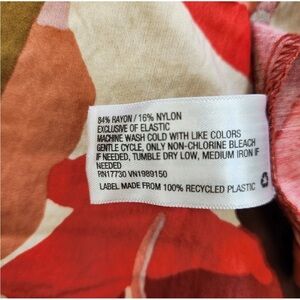 84% RAYON / 16% NYLON
EXCLUSIVE OF ELASTIC
MACHINE WASH COLD WITH LIKE COLORS
GENTLE CYCLE, ONLY NON-CHLORINE BLEACH
IF NEEDED, TUMBLE DRY LOW, MEDIUM IRON IF
NEEDED
RN17730 VN1989150
LABEL MADE FROM 100% RECYCLED PLASTIC